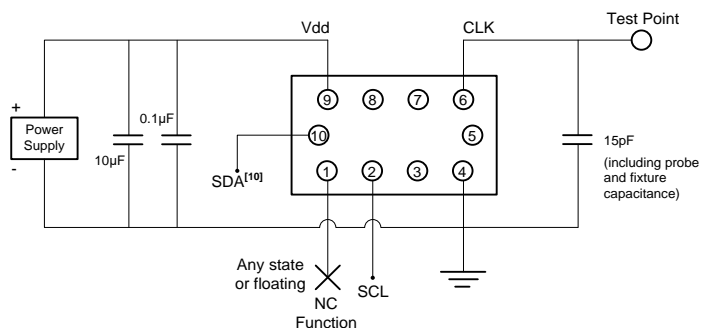 Vdd
CLK
Test Point
+
Power
Supply
-
10µF
0.1µF
9
8
7
6
10
5
1
2
3
4
SDA[10]
15pF
(including probe
and fixture
capacitance)
Any state
or floating
NC
Function
SCL